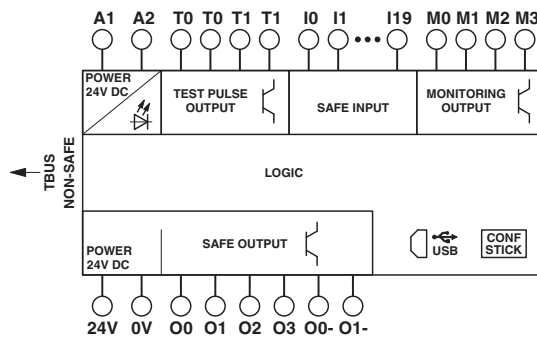 A1 A2 T0 T0 T1 T1 I0 I1 I19 M0 M1 M2 M3
POWER
24V DC
TEST PULSE
OUTPUT
SAFE INPUT
MONITORING
OUTPUT
TBUS
NON-SAFE
LOGIC
POWER
24V DC
SAFE OUTPUT
USB
CONF
STICK
24V 0V O0 O1 O2 O3 O0- O1-